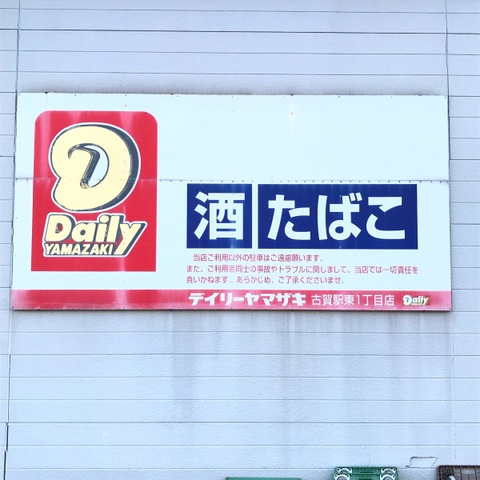 Daily
YAMAZAKI
酒 たばこ
当店ご利用以外の駐車はご遠慮願います。
また、ご利用者同士の事故やトラブルに関しまして、当店では一切責任を
負いかねます。あらかじめ、ご了承くださいませ。
デイリーヤマザキ 古賀駅東1丁目店 Daily